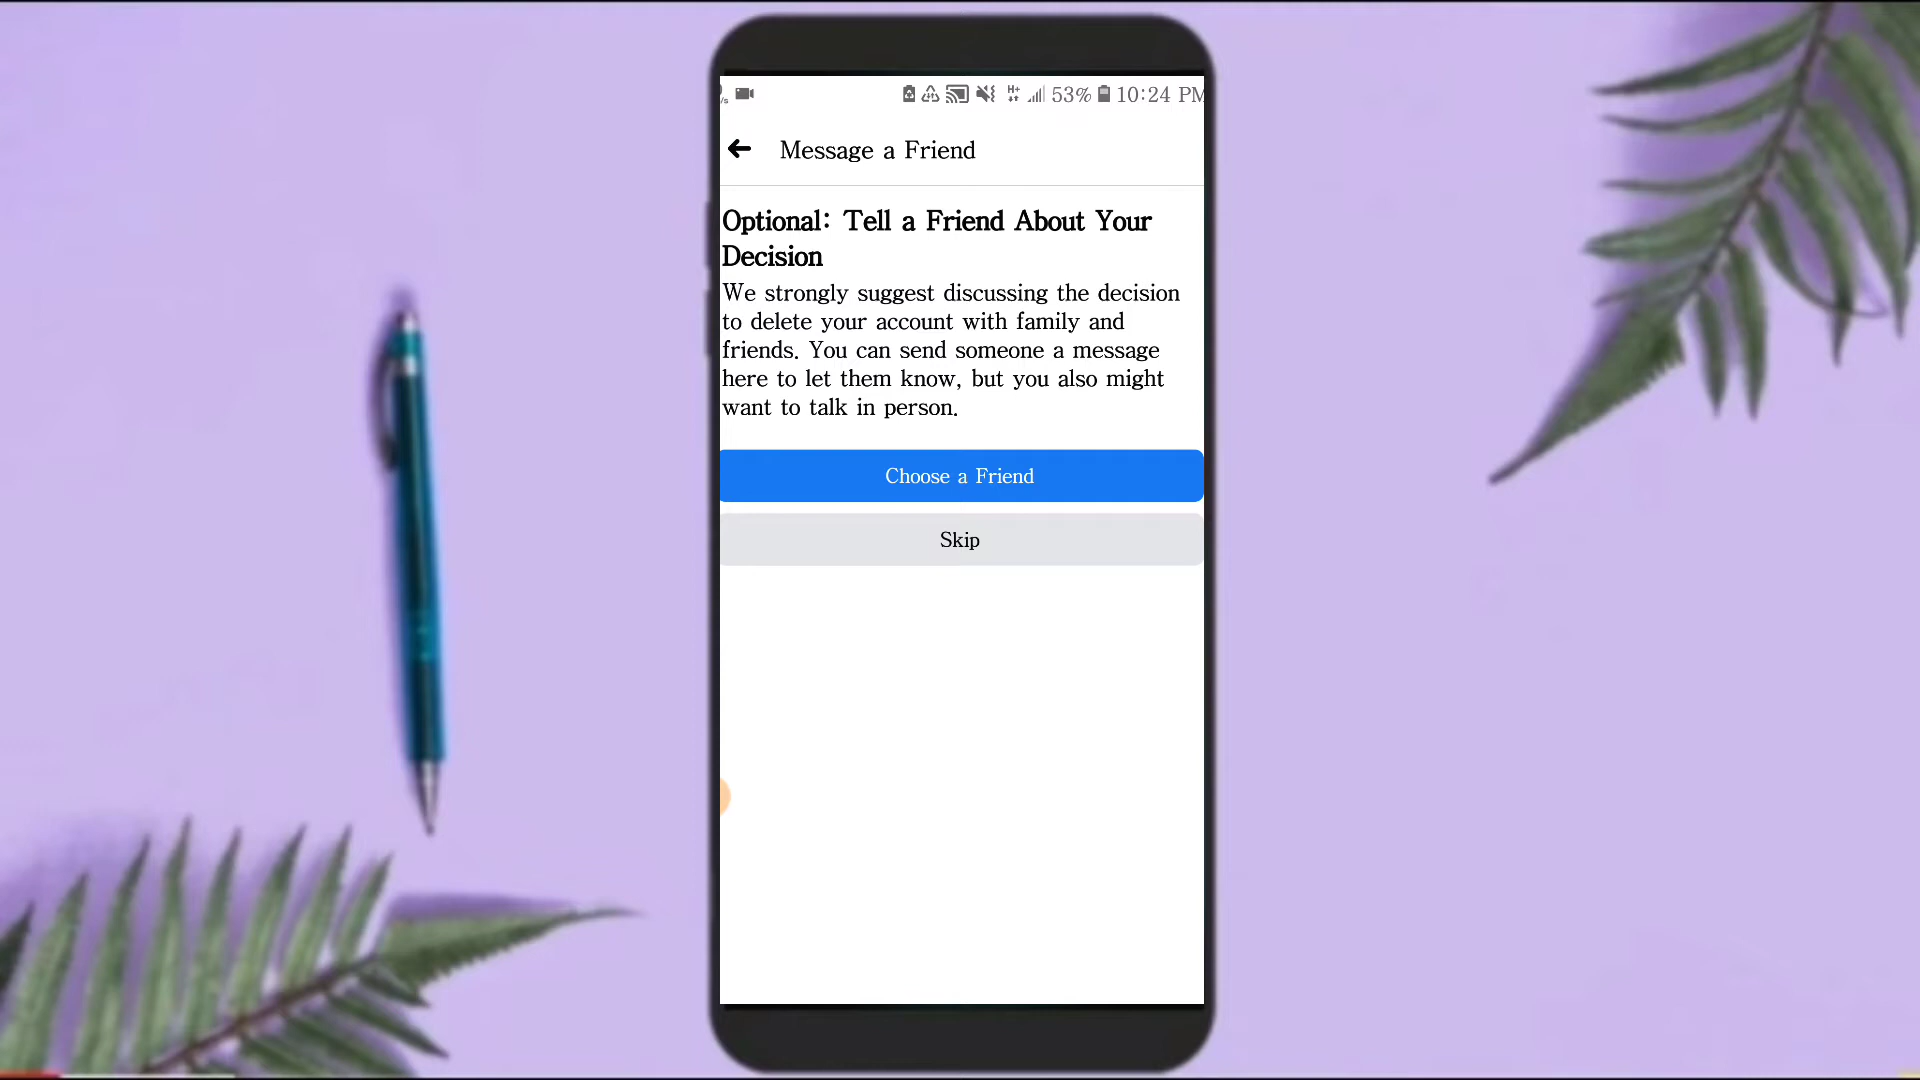 53% 10:24 PM
Message a Friend
Optional: Tell a Friend About Your
Decision
We strongly suggest discussing the decision
to delete your account with family and
friends. You can send someone a message
here to let them know, but you also might
want to talk in person.
Choose a Friend
Skip